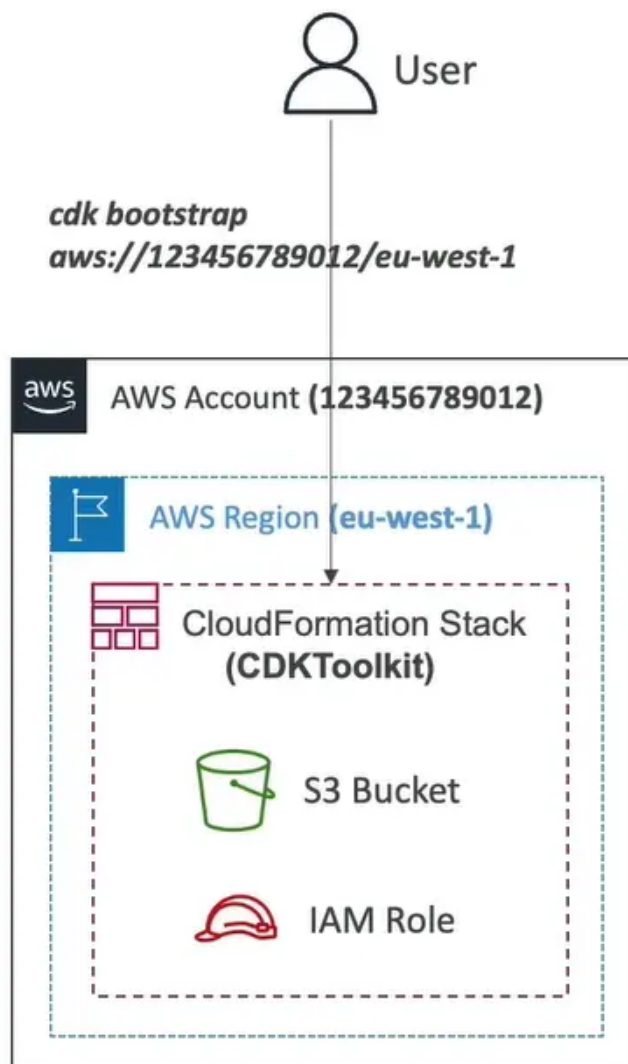 User
cdk bootstrap
aws://123456789012/eu-west-1
aws
AWS Account (123456789012)
AWS Region (eu-west-1)
CloudFormation Stack
(CDKToolkit)
S3 Bucket
IAM Role